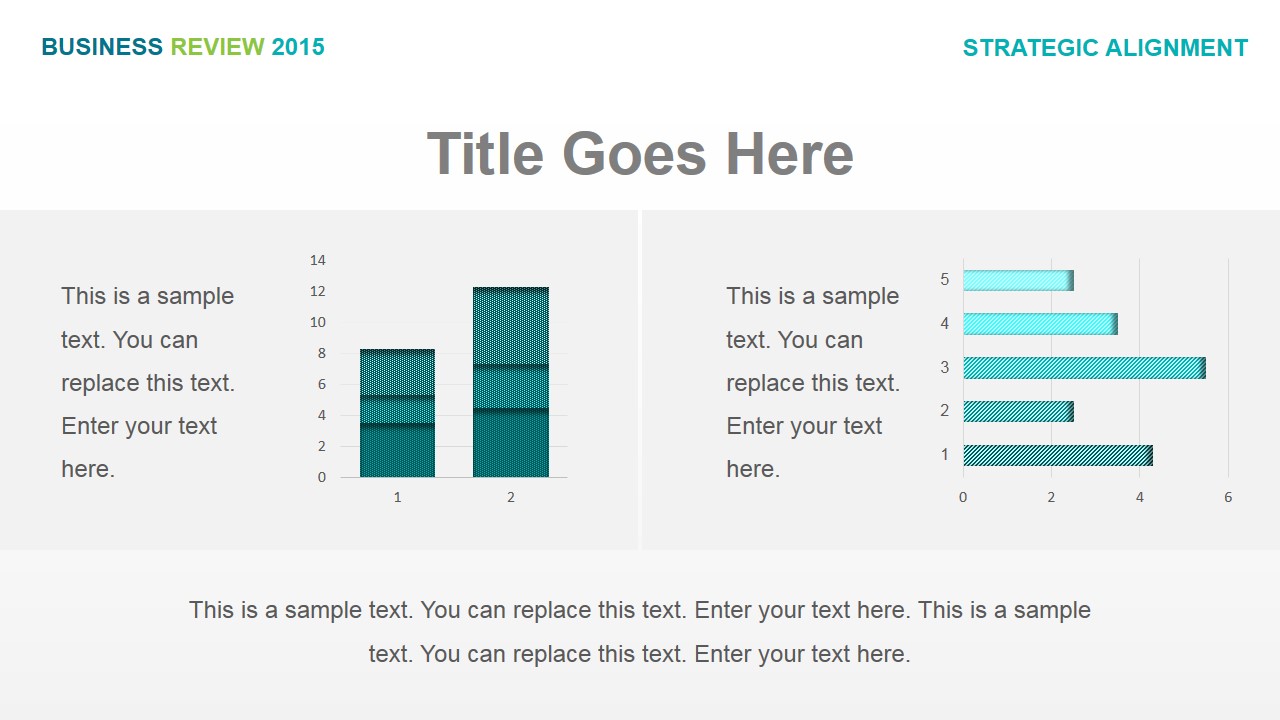 BUSINESS REVIEW 2015
STRATEGIC ALIGNMENT
Title Goes Here
This is a sample
text. You can
replace this text.
Enter your text
here.
14
12
10
8
6
4
2
0
1 2
This is a sample
text. You can
replace this text.
Enter your text
here.
5
4
3
2
1
0 2 4 6
This is a sample text. You can replace this text. Enter your text here. This is a sample
text. You can replace this text. Enter your text here.